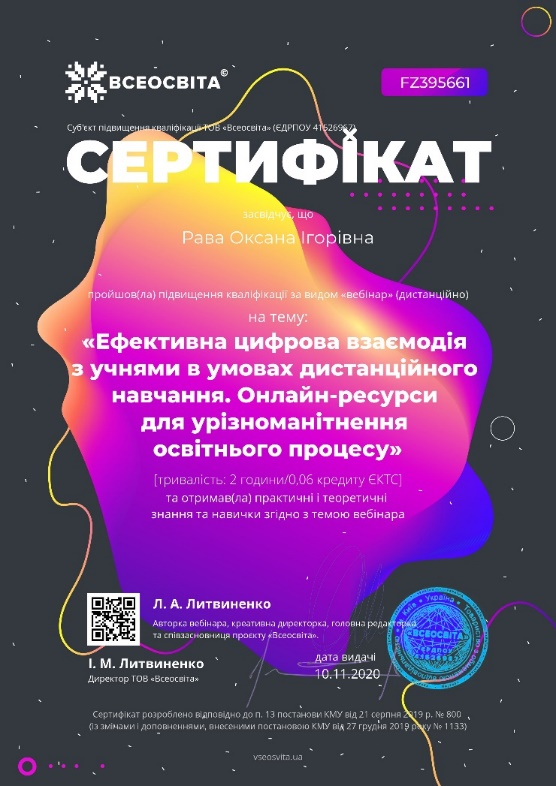 ВСЕОСВІТА©
FZ395661
Суб'єкт підвищення кваліфікації ТОВ «Всеосвіта» (ЄДРПОУ 41526967)
СЕРТИФІКАТ
засвідчує, що
Рава Оксана Ігорівна
пройшов(ла) підвищення кваліфікації за видом «вебінар» (дистанційно)
на тему:
«Ефективна цифрова взаємодія
з учнями в умовах дистанційного
навчання. Онлайн-ресурси
для урізноманітнення
освітнього процесу»
[тривалість: 2 години/0,06 кредиту ЄКТС]
та отримав(ла) практичні і теоретичні
знання та навички згідно з темою вебінара
Л. А. Литвиненко
Авторка вебінара, креативна директорка, головна редакторка
та співзасновниця проєкту «Всеосвіта».
І. М. Литвиненко
Директор ТОВ «Всеосвіта»
дата видачі
10.11.2020
Київ • Україна
«ВСЕОСВІТА»
Сертифікат розроблено відповідно до п. 13 постанови КМУ від 21 серпня 2019 р. № 800
(із змінами і доповненнями, внесеними постановою КМУ від 27 грудня 2019 року № 1133)
vseosvita.ua